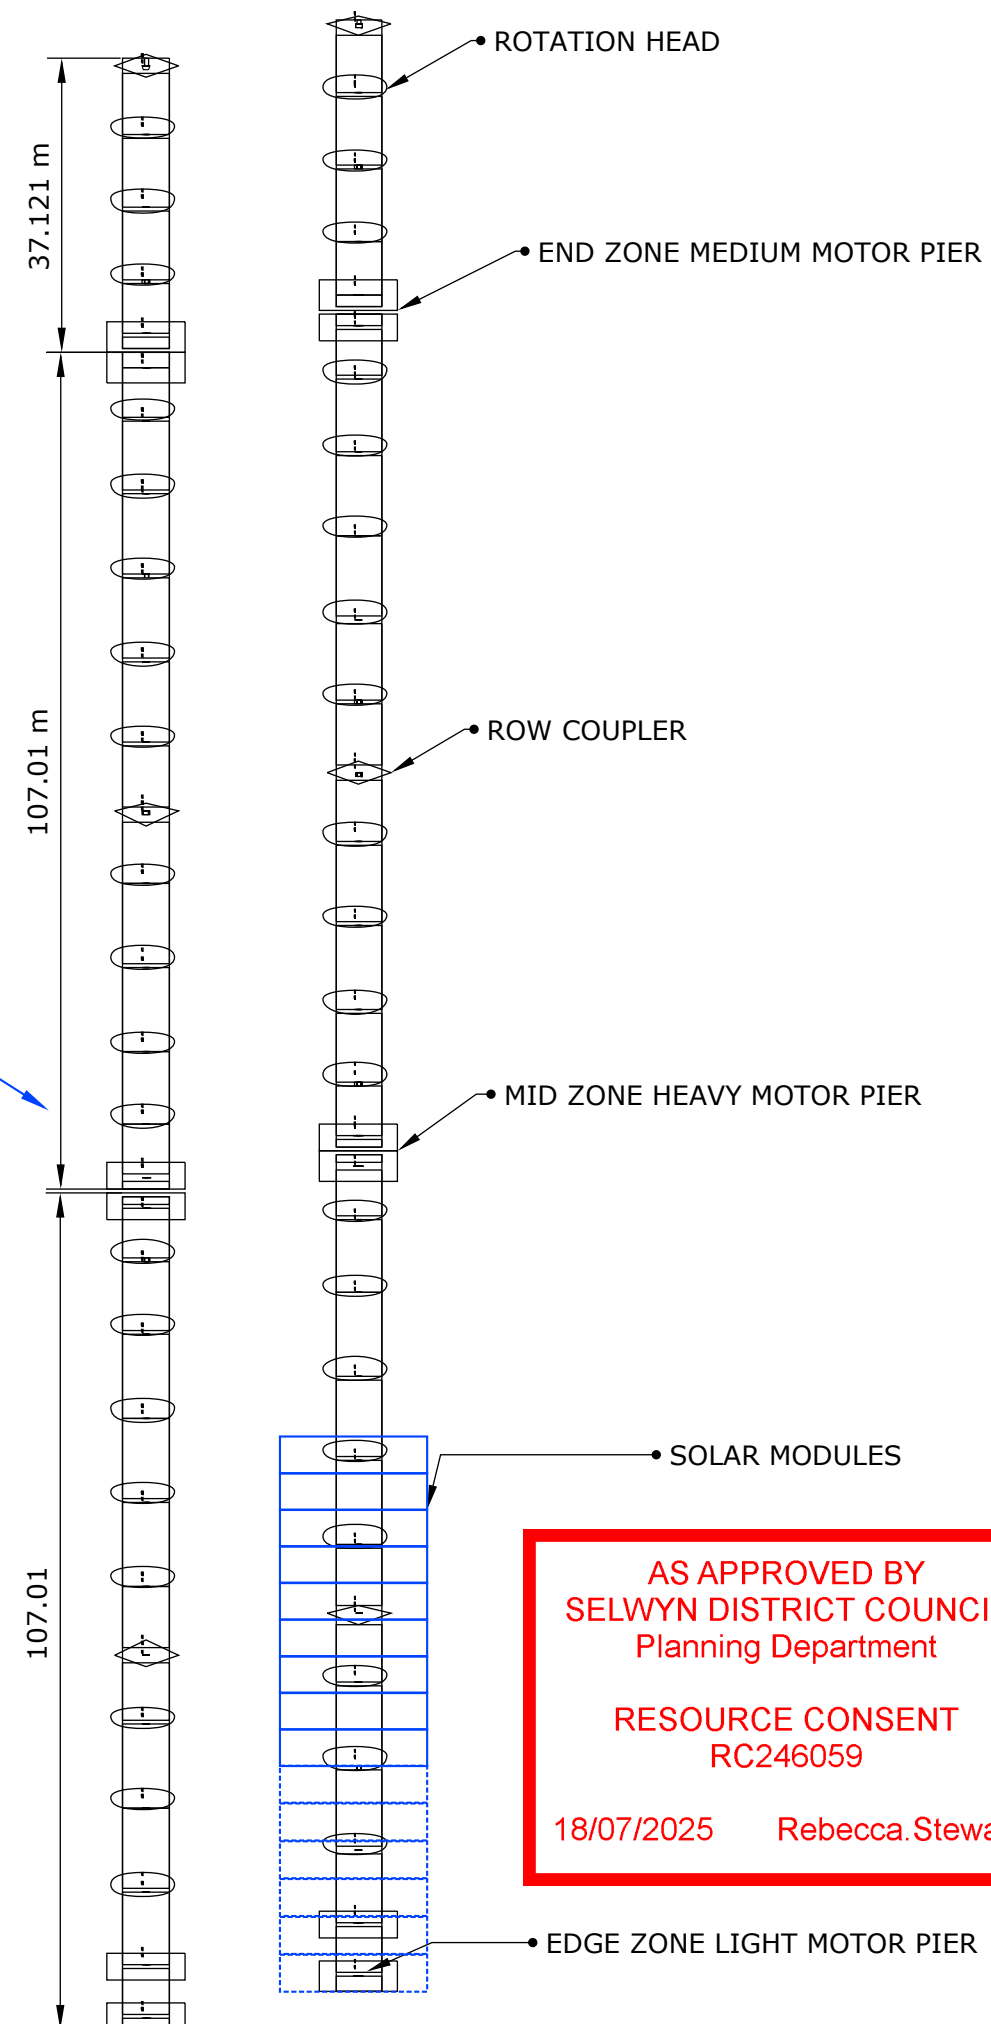 ROTATION HEAD
37.121 m
END ZONE MEDIUM MOTOR PIER
107.01 m
ROW COUPLER
MID ZONE HEAVY MOTOR PIER
107.01
SOLAR MODULES
AS APPROVED BY
SELWYN DISTRICT COUNCI
Planning Department
RESOURCE CONSENT
RC246059
18/07/2025 Rebecca.Stewa
EDGE ZONE LIGHT MOTOR PIER